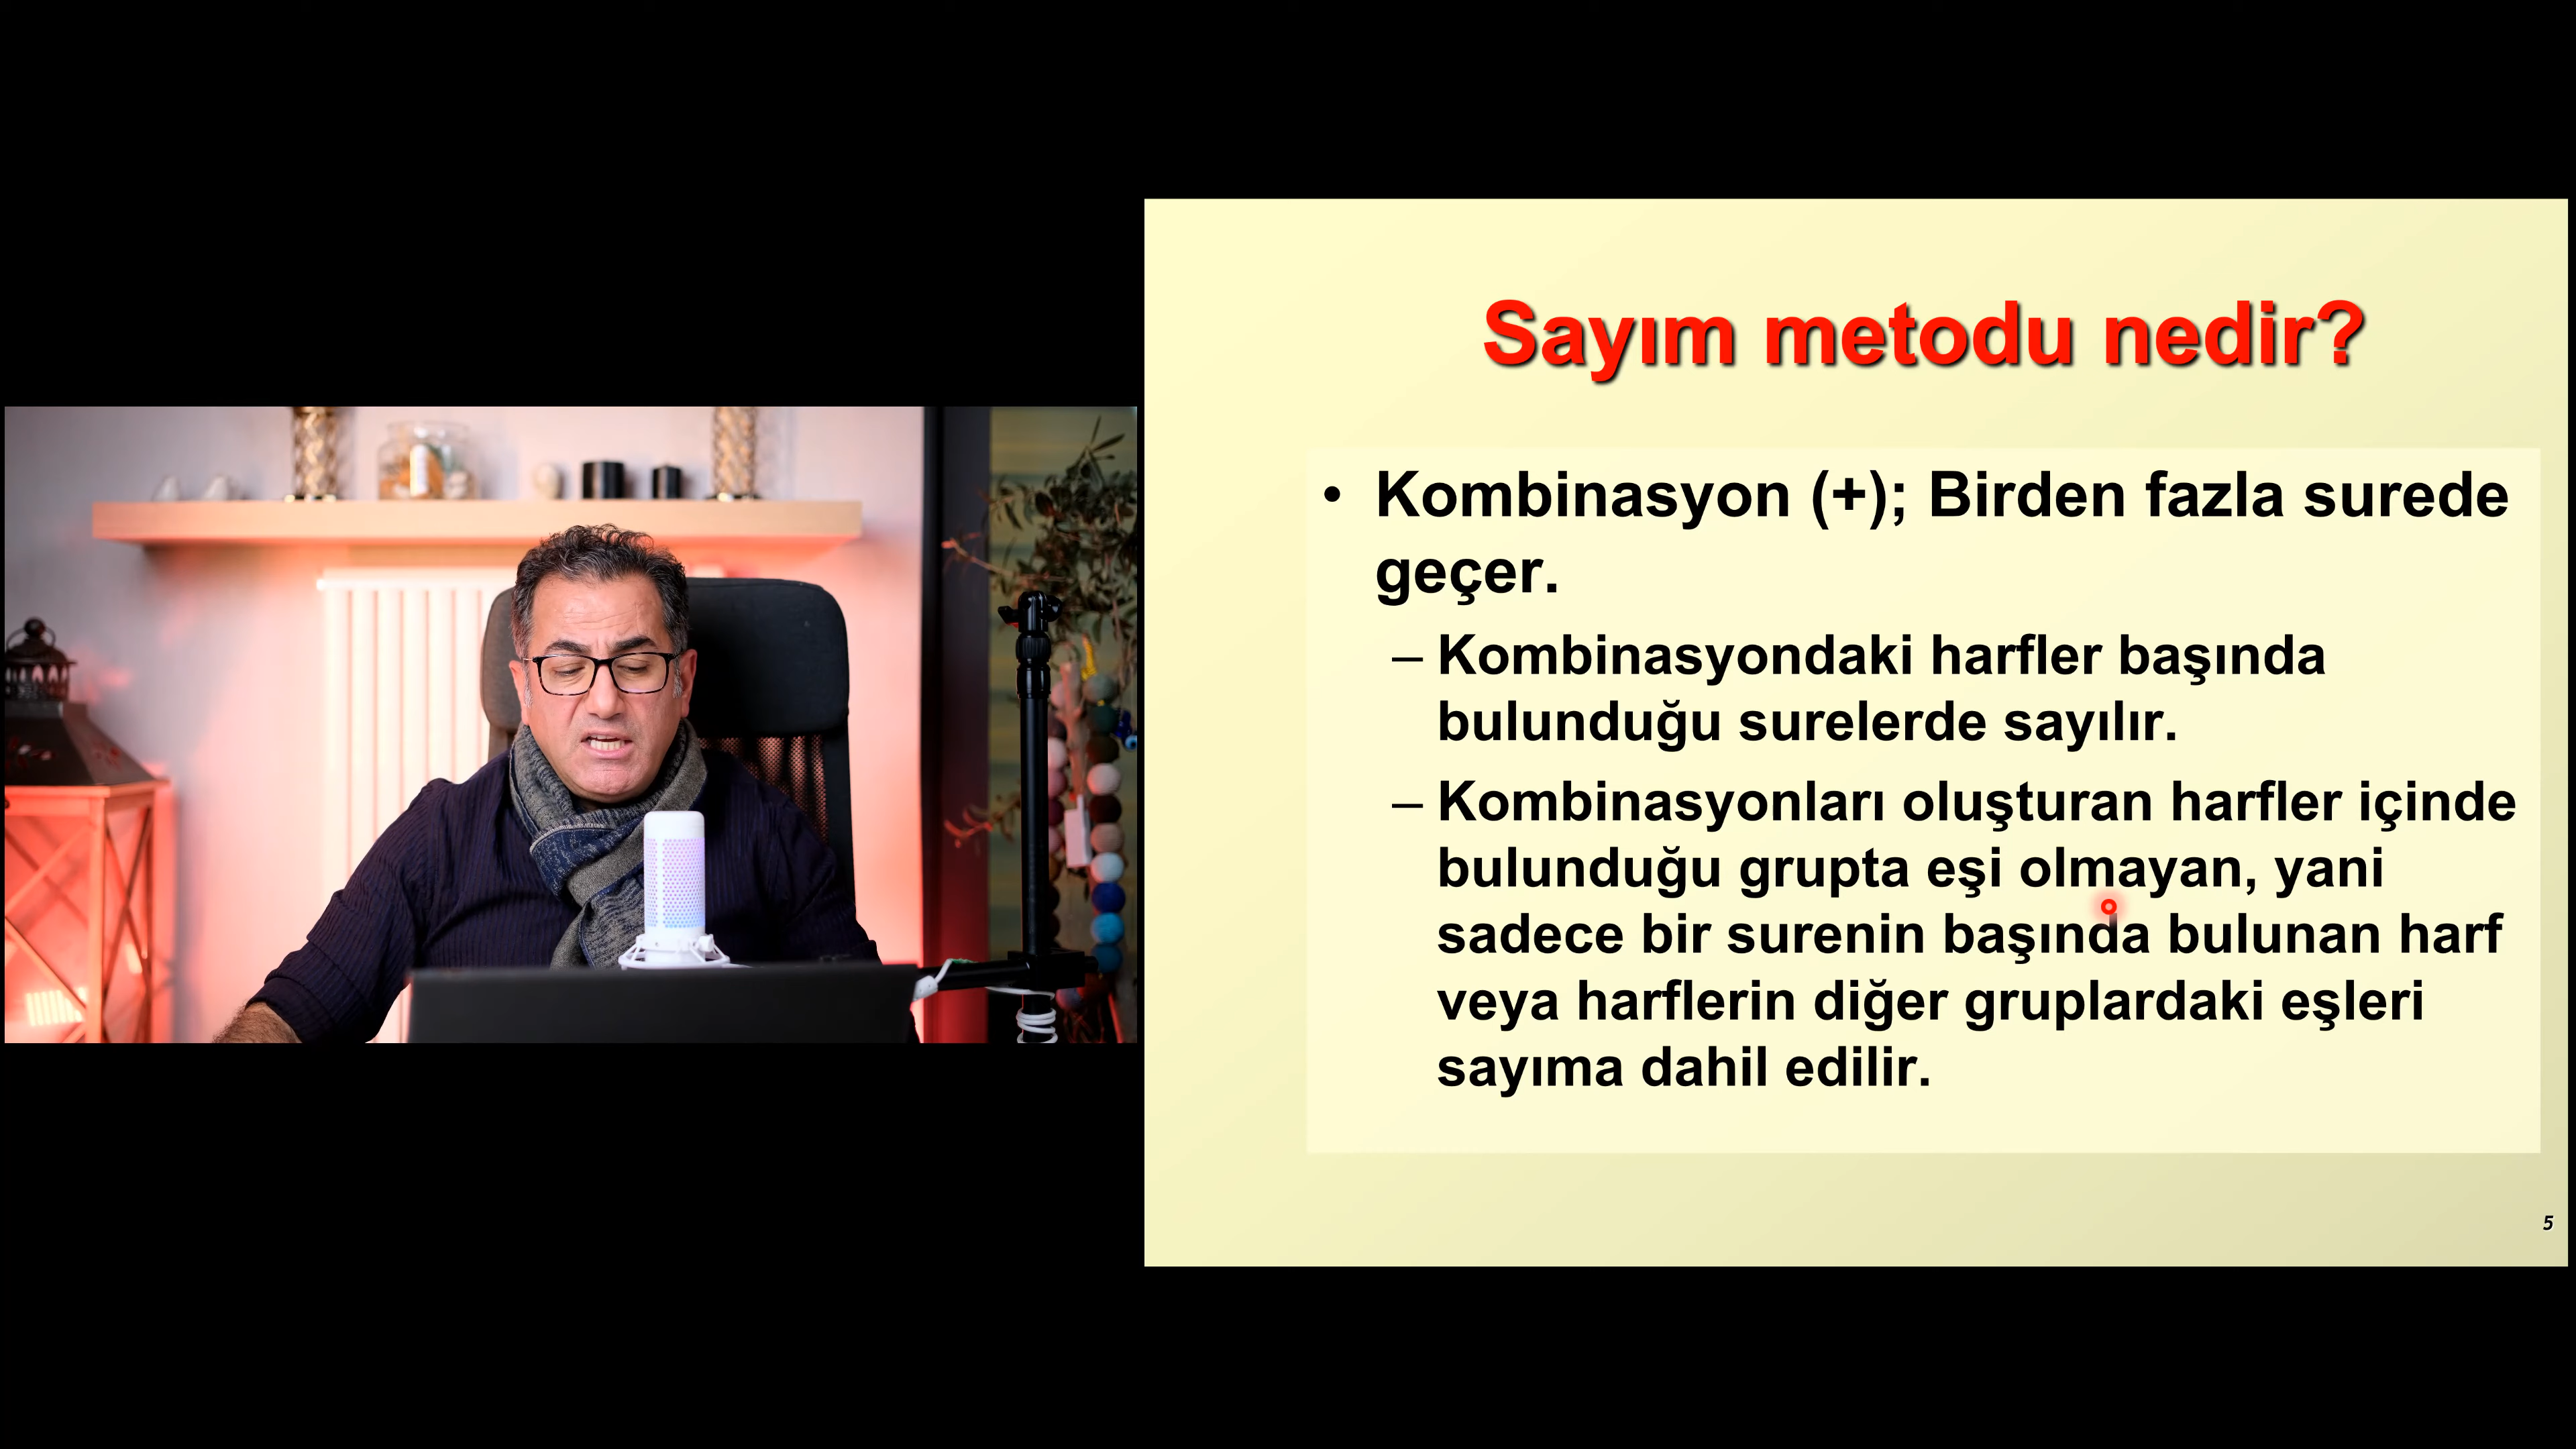 Sayım metodu nedir?
• Kombinasyon (+); Birden fazla surede
geçer.
– Kombinasyondaki harfler başında
bulunduğu surelerde sayılır.
– Kombinasyonları oluşturan harfler içinde
bulunduğu grupta eşi olmayan, yani
sadece bir surenin başında bulunan harf
veya harflerin diğer gruplardaki eşleri
sayıma dahil edilir.
5